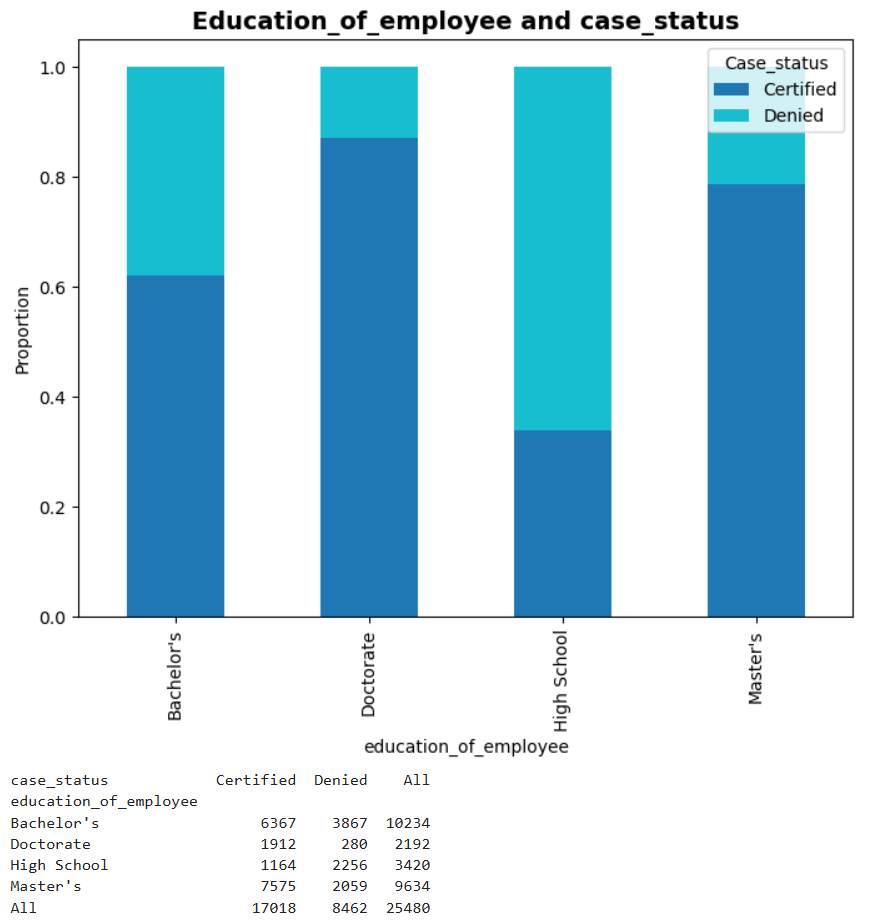 Education_of_employee and case_status
Case_status
Certified
Denied
1.0
0.8
0.6
0.4
0.2
0.0
Proportion
Bachelor's
Doctorate
High School
Master's
education_of_employee
case_status Certified Denied All
education_of_employee
Bachelor's 6367 3867 10234
Doctorate 1912 280 2192
High School 1164 2256 3420
Master's 7575 2059 9634
All 17018 8462 25480